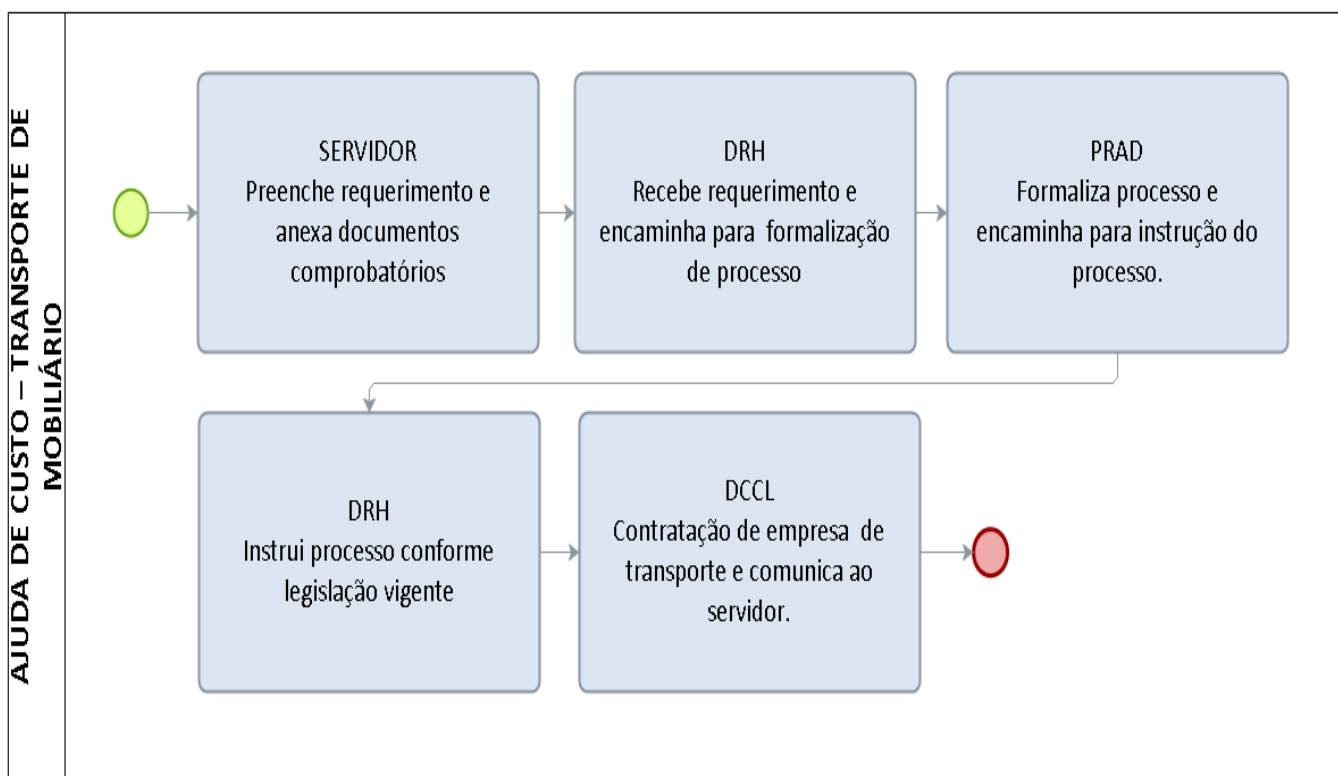 AJUDA DE CUSTO – TRANSPORTE DE
MOBILIÁRIO
SERVIDOR
Preenche requerimento e
anexa documentos
comprobatórios
DRH
Recebe requerimento e
encaminha para formalização
de processo
PRAD
Formaliza processo e
encaminha para instrução do
processo.
DRH
Instrui processo conforme
legislação vigente
DCCL
Contratação de empresa de
transporte e comunica ao
servidor.